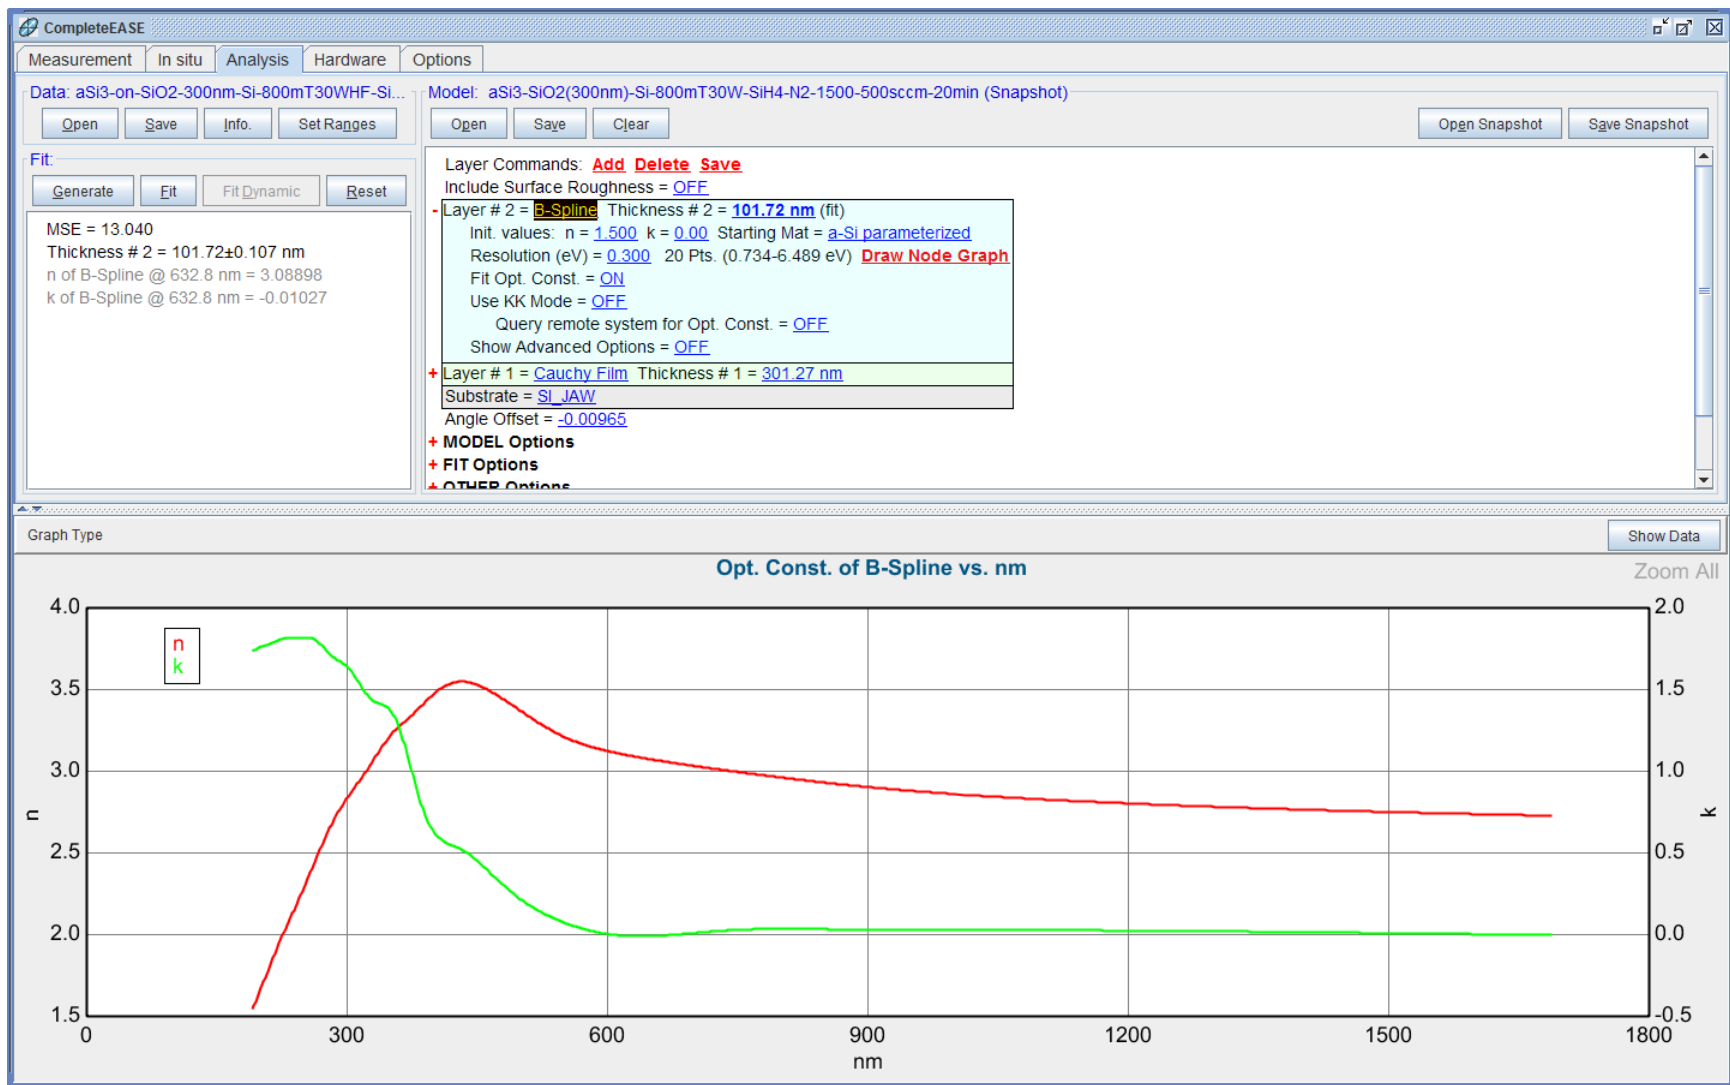 CompleteEASE
Measurement In situ Analysis Hardware Options
Data: aSi3-on-SiO2-300nm-Si-800mT30WHF-Si...
Open Save Info. Set Ranges
Fit:
Generate Fit Fit Dynamic Reset
MSE = 13.040
Thickness # 2 = 101.72±0.107 nm
n of B-Spline @ 632.8 nm = 3.08898
k of B-Spline @ 632.8 nm = -0.01027
Model: aSi3-SiO2(300nm)-Si-800mT30W-SiH4-N2-1500-500sccm-20min (Snapshot)
Open Save Clear Open Snapshot Save Snapshot
Layer Commands: Add Delete Save
Include Surface Roughness = OFF
- Layer # 2 = B-Spline Thickness # 2 = 101.72 nm (fit)
Init. values: n = 1.500 k = 0.00 Starting Mat = a-Si parameterized
Resolution (eV) = 0.300 20 Pts. (0.734-6.489 eV) Draw Node Graph
Fit Opt. Const. = ON
Use KK Mode = OFF
Query remote system for Opt. Const. = OFF
Show Advanced Options = OFF
+ Layer # 1 = Cauchy Film Thickness # 1 = 301.27 nm
Substrate = SI_JAW
Angle Offset = -0.00965
+ MODEL Options
+ FIT Options
+ OTHER Options
Graph Type Show Data
Opt. Const. of B-Spline vs. nm
Zoom All
n
k
4.0
3.5
3.0
2.5
2.0
1.5
n
2.0
1.5
1.0
0.5
0.0
-0.5
k
0 300 600 900 1200 1500 1800
nm